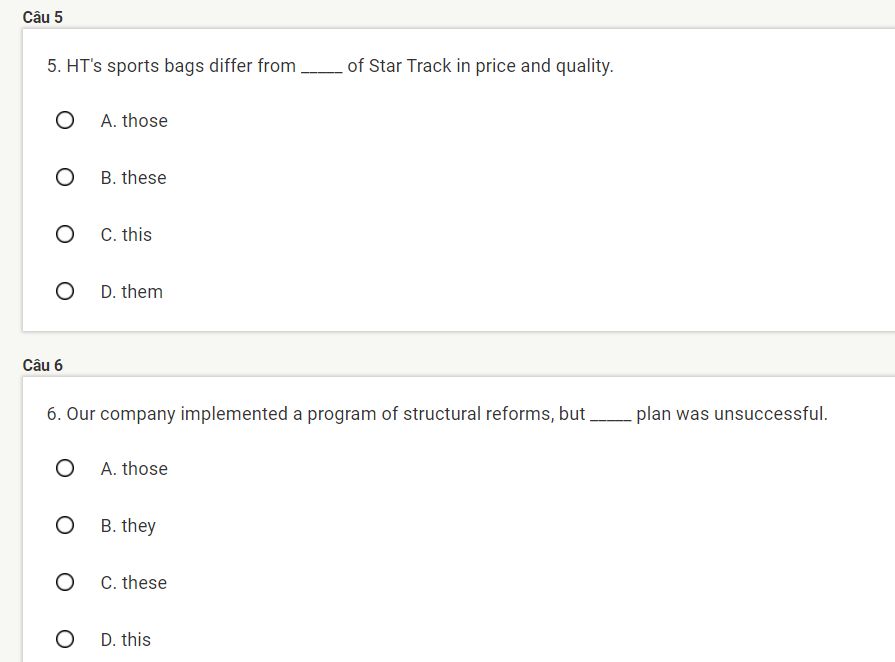 Câu 5
5. HT's sports bags differ from _____ of Star Track in price and quality.
A. those
B. these
C. this
D. them
Câu 6
6. Our company implemented a program of structural reforms, but _____ plan was unsuccessful.
A. those
B. they
C. these
D. this